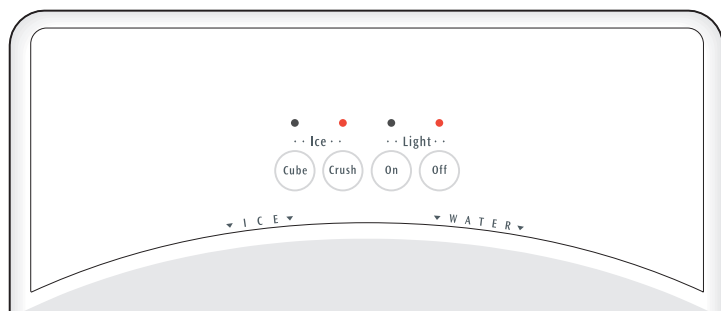 ·· Ice ·· ·· Light ··
Cube Crush On Off
ICE WATER